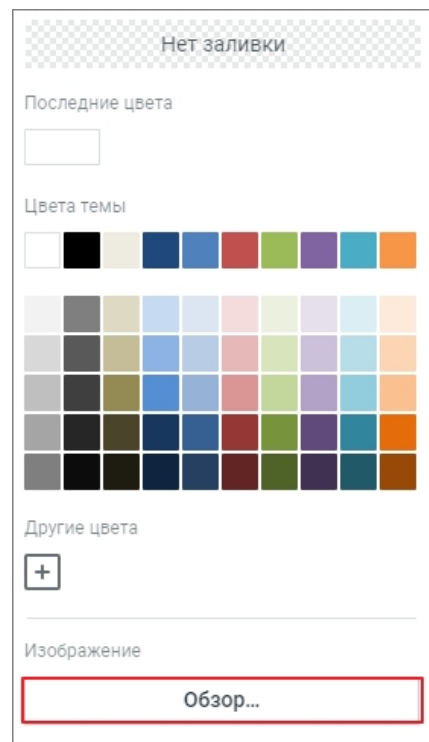 Нет заливки
Последние цвета
Цвета темы
Другие цвета
+
Изображение
Обзор...